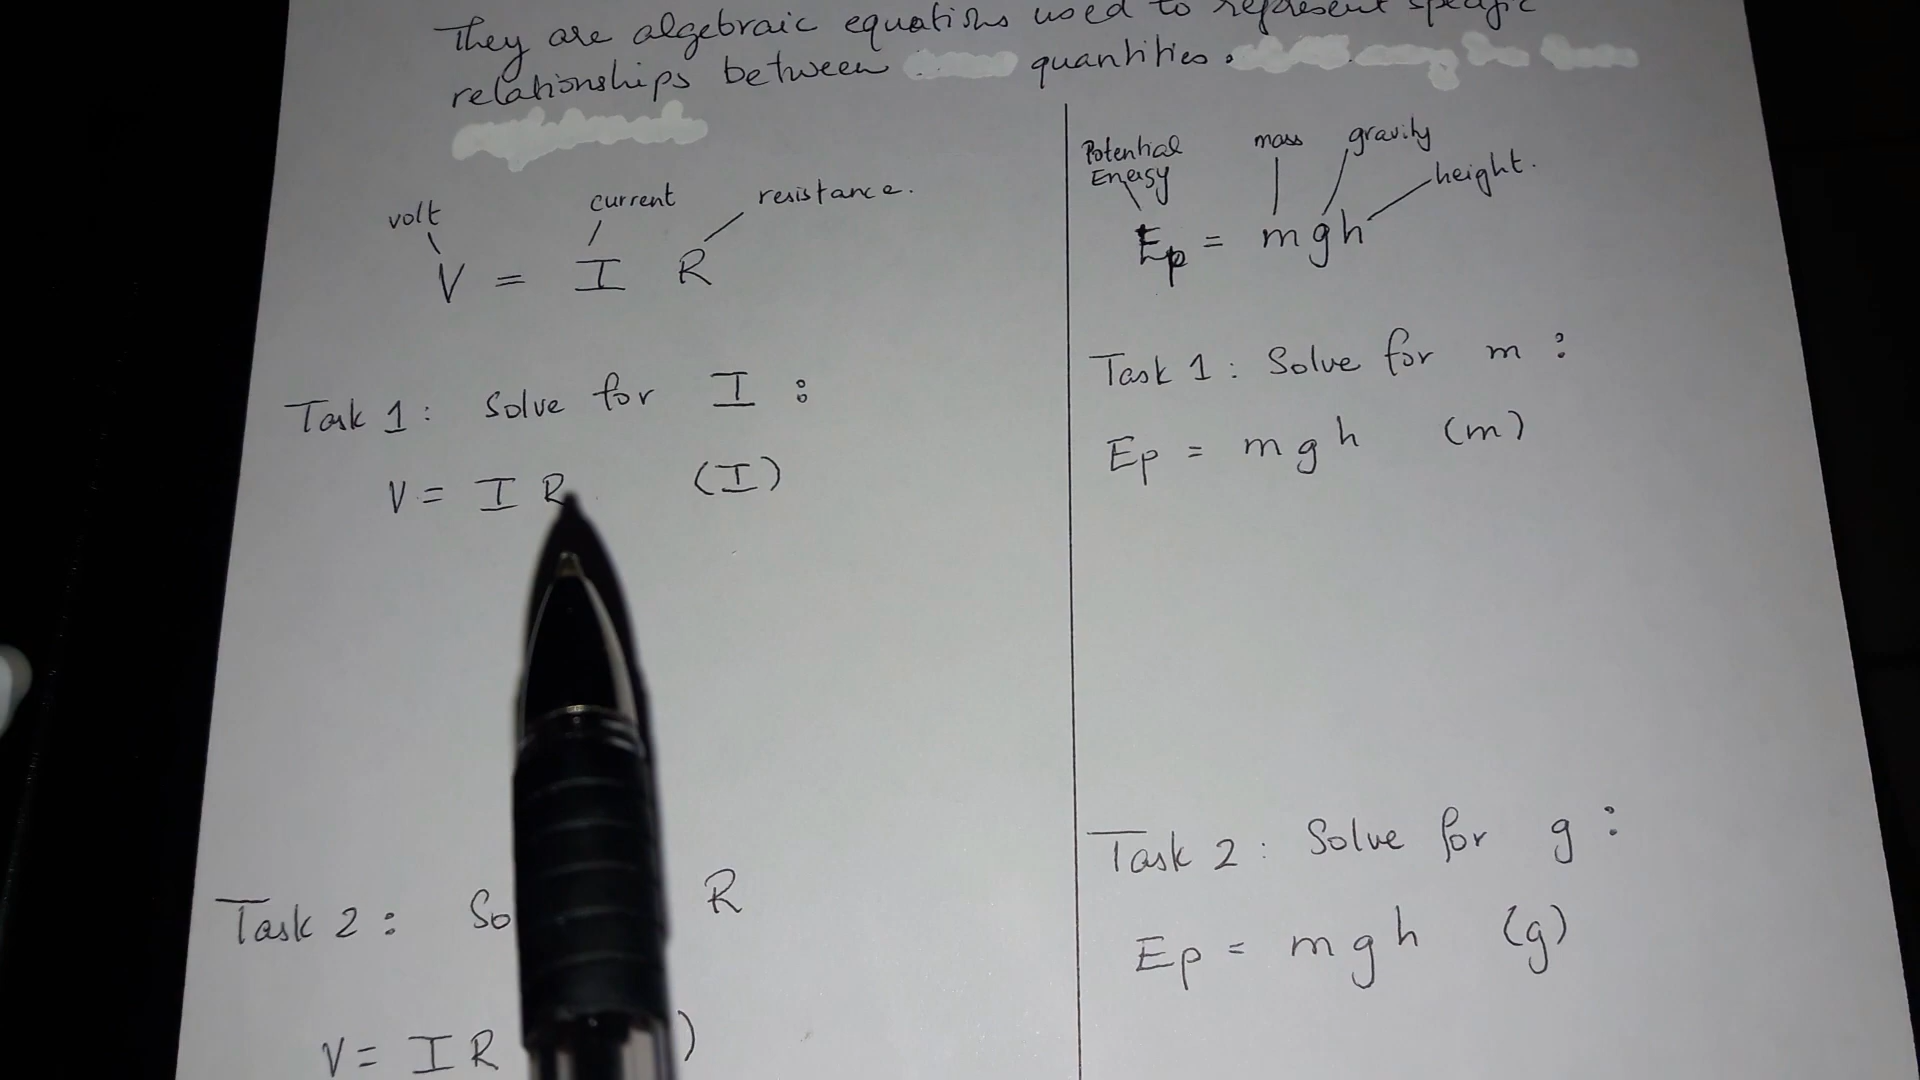 They are algebraic equations used to represent specific
relationships between quantities.
volt
current
resistance.
V = I R
Task 1: Solve for I:
V = I R (I)
Task 2: So R
V = I R )
Potential
Energy
mass
gravity
height.
Ep = mgh
Task 1: Solve for m:
Ep = mgh (m)
Task 2: Solve for g:
Ep = mgh (g)